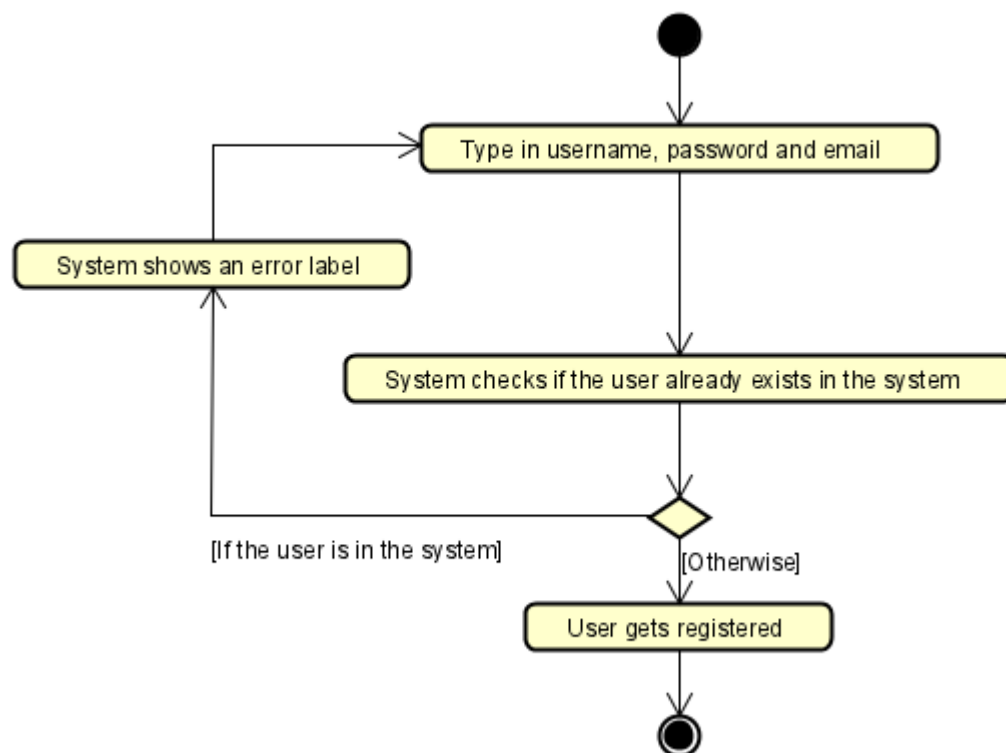 Type in username, password and email
System shows an error label
System checks if the user already exists in the system
[If the user is in the system]
[Otherwise]
User gets registered